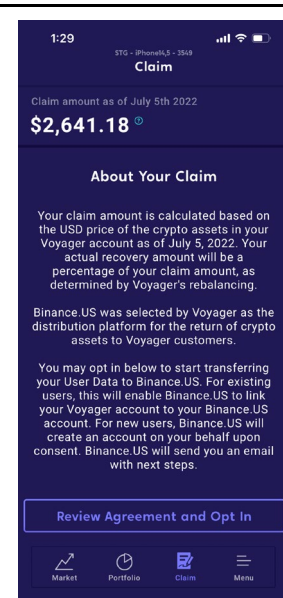 1:29
STG - iPhone14,5 - 3549
Claim
Claim amount as of July 5th 2022
$2,641.18 ?
About Your Claim
Your claim amount is calculated based on
the USD price of the crypto assets in your
Voyager account as of July 5, 2022. Your
actual recovery amount will be a
percentage of your claim amount, as
determined by Voyager's rebalancing.
Binance.US was selected by Voyager as the
distribution platform for the return of crypto
assets to Voyager customers.
You may opt in below to start transferring
your User Data to Binance.US. For existing
users, this will enable Binance.US to link
your Voyager account to your Binance.US
account. For new users, Binance.US will
create an account on your behalf upon
consent. Binance.US will send you an email
with next steps.
Review Agreement and Opt In
Market Portfolio Claim Menu